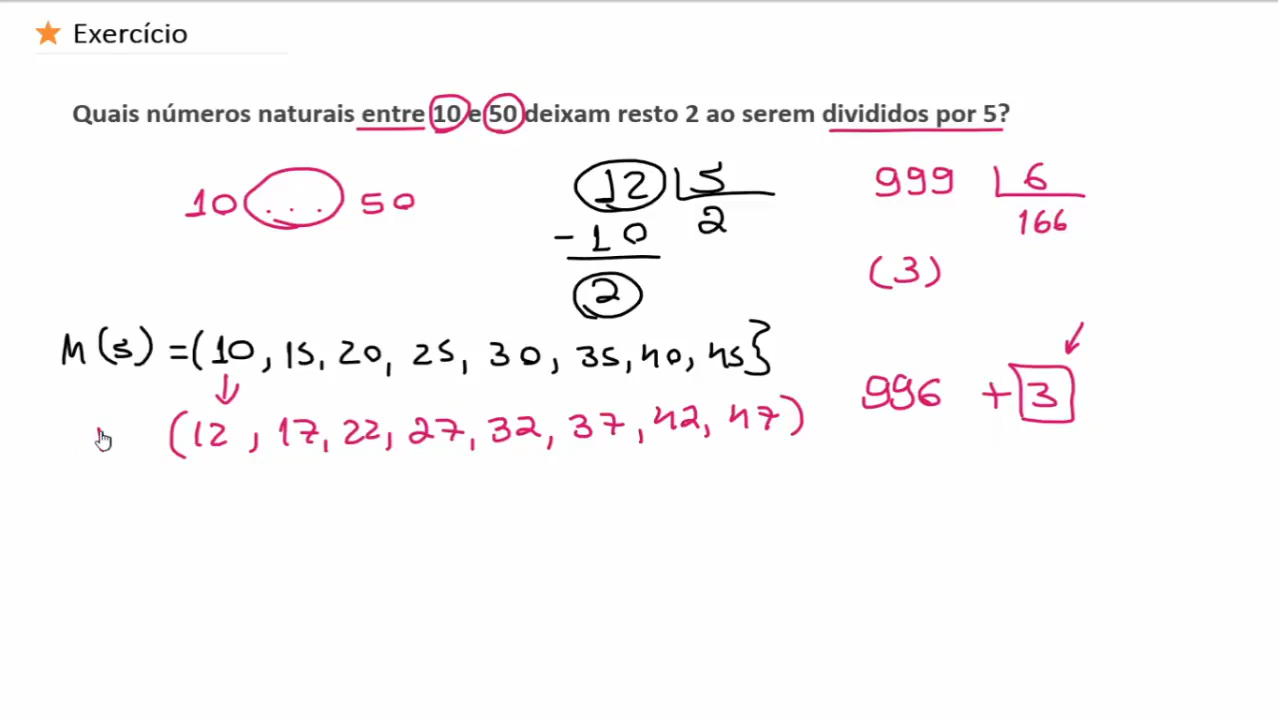 Exercício
Quais números naturais entre 10 e 50 deixam resto 2 ao serem divididos por 5?
10 ... 50
12 5
-10 2
2
999 6
166
(3)
M(5) = (10, 15, 20, 25, 30, 35, 40, 45}
(12, 17, 22, 27, 32, 37, 42, 47)
996 + 3